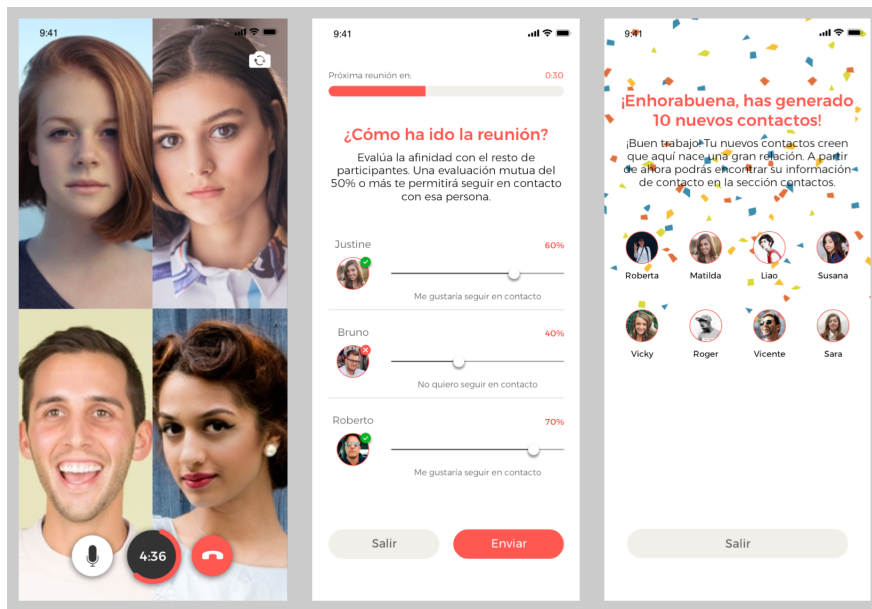 9:41
4:36
9:41
Próxima reunión en:
0:30
¿Cómo ha ido la reunión?
Evalúa la afinidad con el resto de
participantes. Una evaluación mutua del
50% o más te permitirá seguir en contacto
con esa persona.
Justine
60%
Me gustaría seguir en contacto
Bruno
40%
No quiero seguir en contacto
Roberto
70%
Me gustaría seguir en contacto
Salir
Enviar
9:41
¡Enhorabuena, has generado
10 nuevos contactos!
¡Buen trabajo! Tu nuevos contactos creen
que aquí nace una gran relación. A partir
de ahora podrás encontrar su información
de contacto en la sección contactos.
Roberta
Matilda
Liao
Susana
Vicky
Roger
Vicente
Sara
Salir